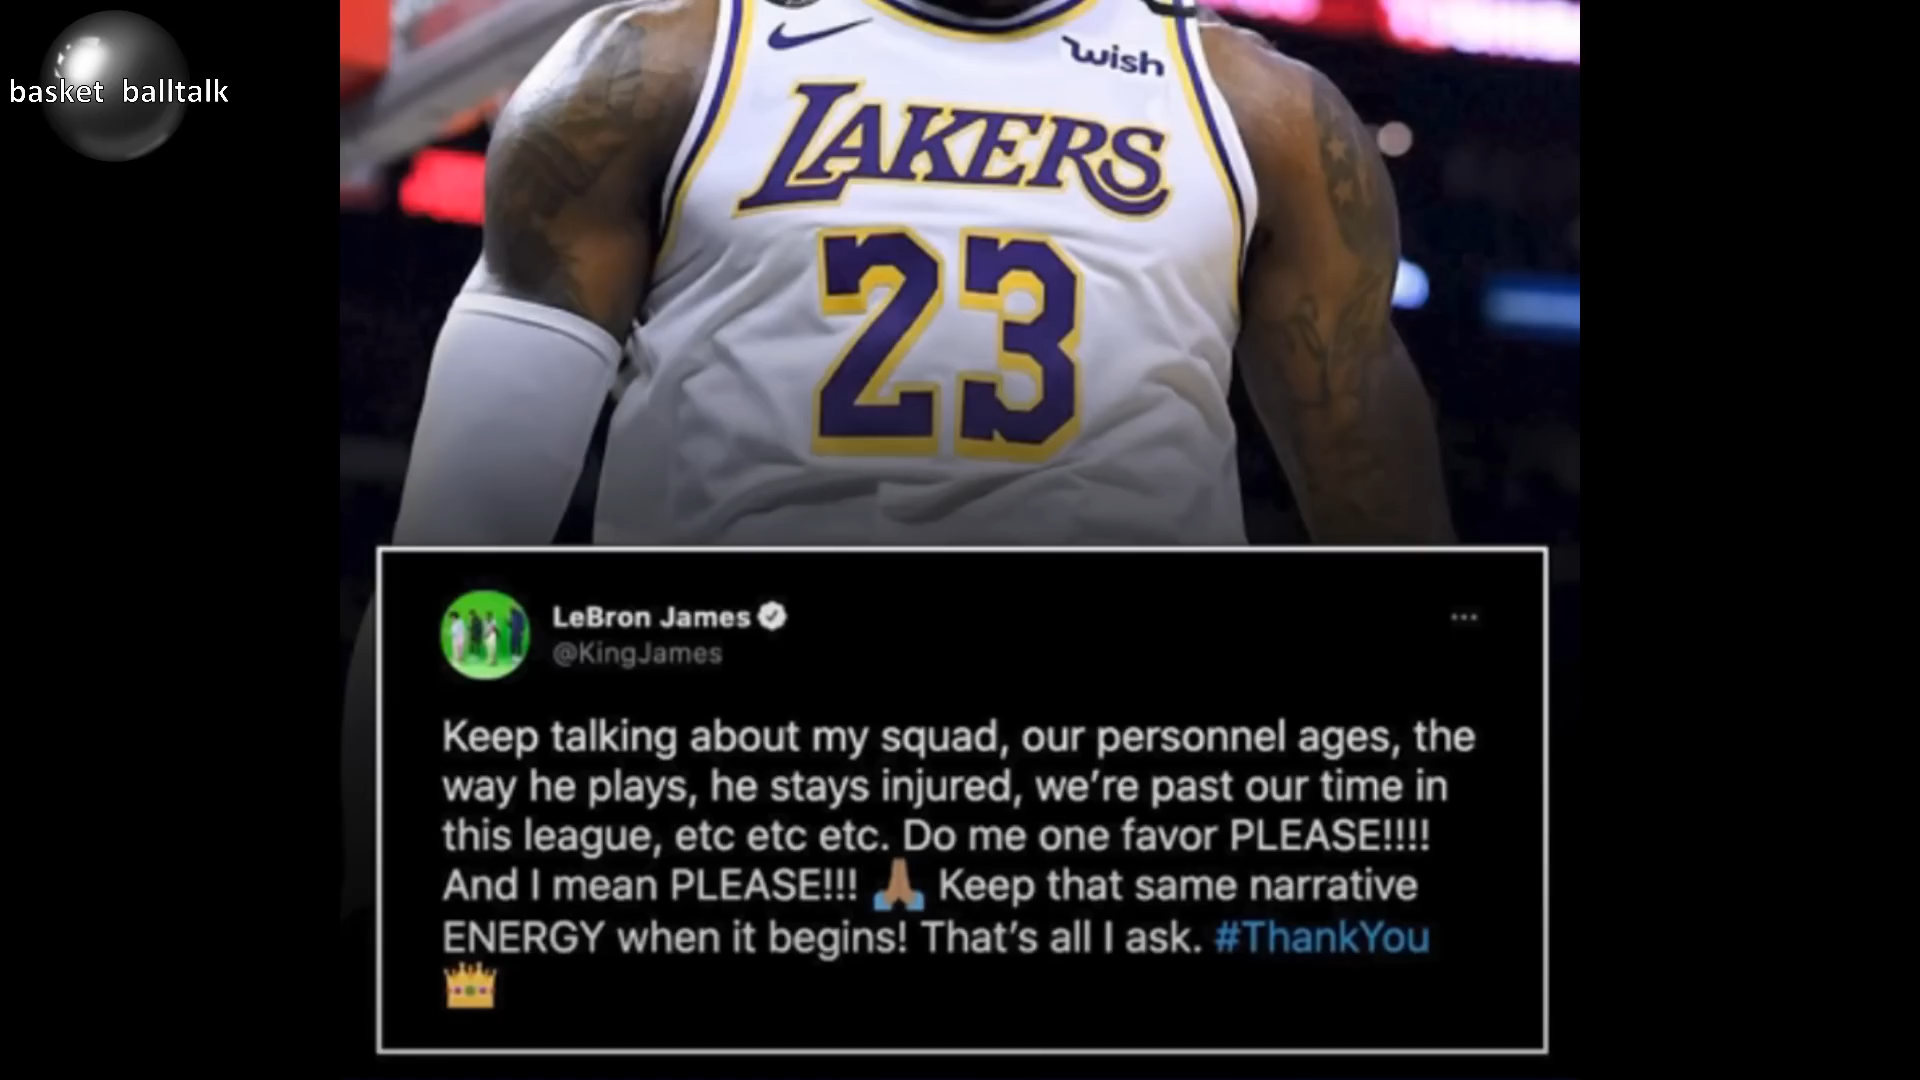 basket balltalk
wish
LAKERS
23
LeBron James
@KingJames
Keep talking about my squad, our personnel ages, the
way he plays, he stays injured, we’re past our time in
this league, etc etc etc. Do me one favor PLEASE!!!!
And I mean PLEASE!!! 🙏🏽 Keep that same narrative
ENERGY when it begins! That’s all I ask. #ThankYou
👑